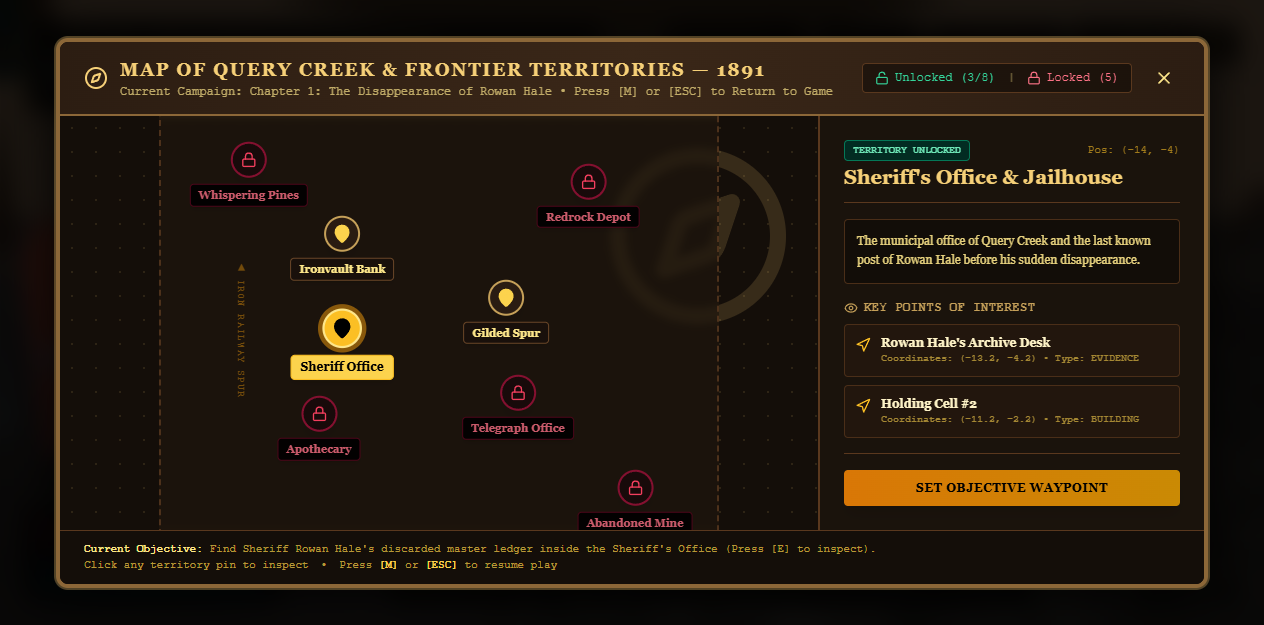 MAP OF QUERY CREEK & FRONTIER TERRITORIES — 1891
Current Campaign: Chapter 1: The Disappearance of Rowan Hale • Press [M] or [ESC] to Return to Game
Unlocked (3/8) | Locked (5)
Whispering Pines
Redrock Depot
Ironvault Bank
▲ IRON RAILWAY SPUR
Gilded Spur
Sheriff Office
Telegraph Office
Apothecary
Abandoned Mine
TERRITORY UNLOCKED
Pos: (-14, -4)
Sheriff's Office & Jailhouse
The municipal office of Query Creek and the last known
post of Rowan Hale before his sudden disappearance.
KEY POINTS OF INTEREST
Rowan Hale's Archive Desk
Coordinates: (-13.2, -4.2) • Type: EVIDENCE
Holding Cell #2
Coordinates: (-11.2, -2.2) • Type: BUILDING
SET OBJECTIVE WAYPOINT
Current Objective: Find Sheriff Rowan Hale's discarded master ledger inside the Sheriff's Office (Press [E] to inspect).
Click any territory pin to inspect • Press [M] or [ESC] to resume play